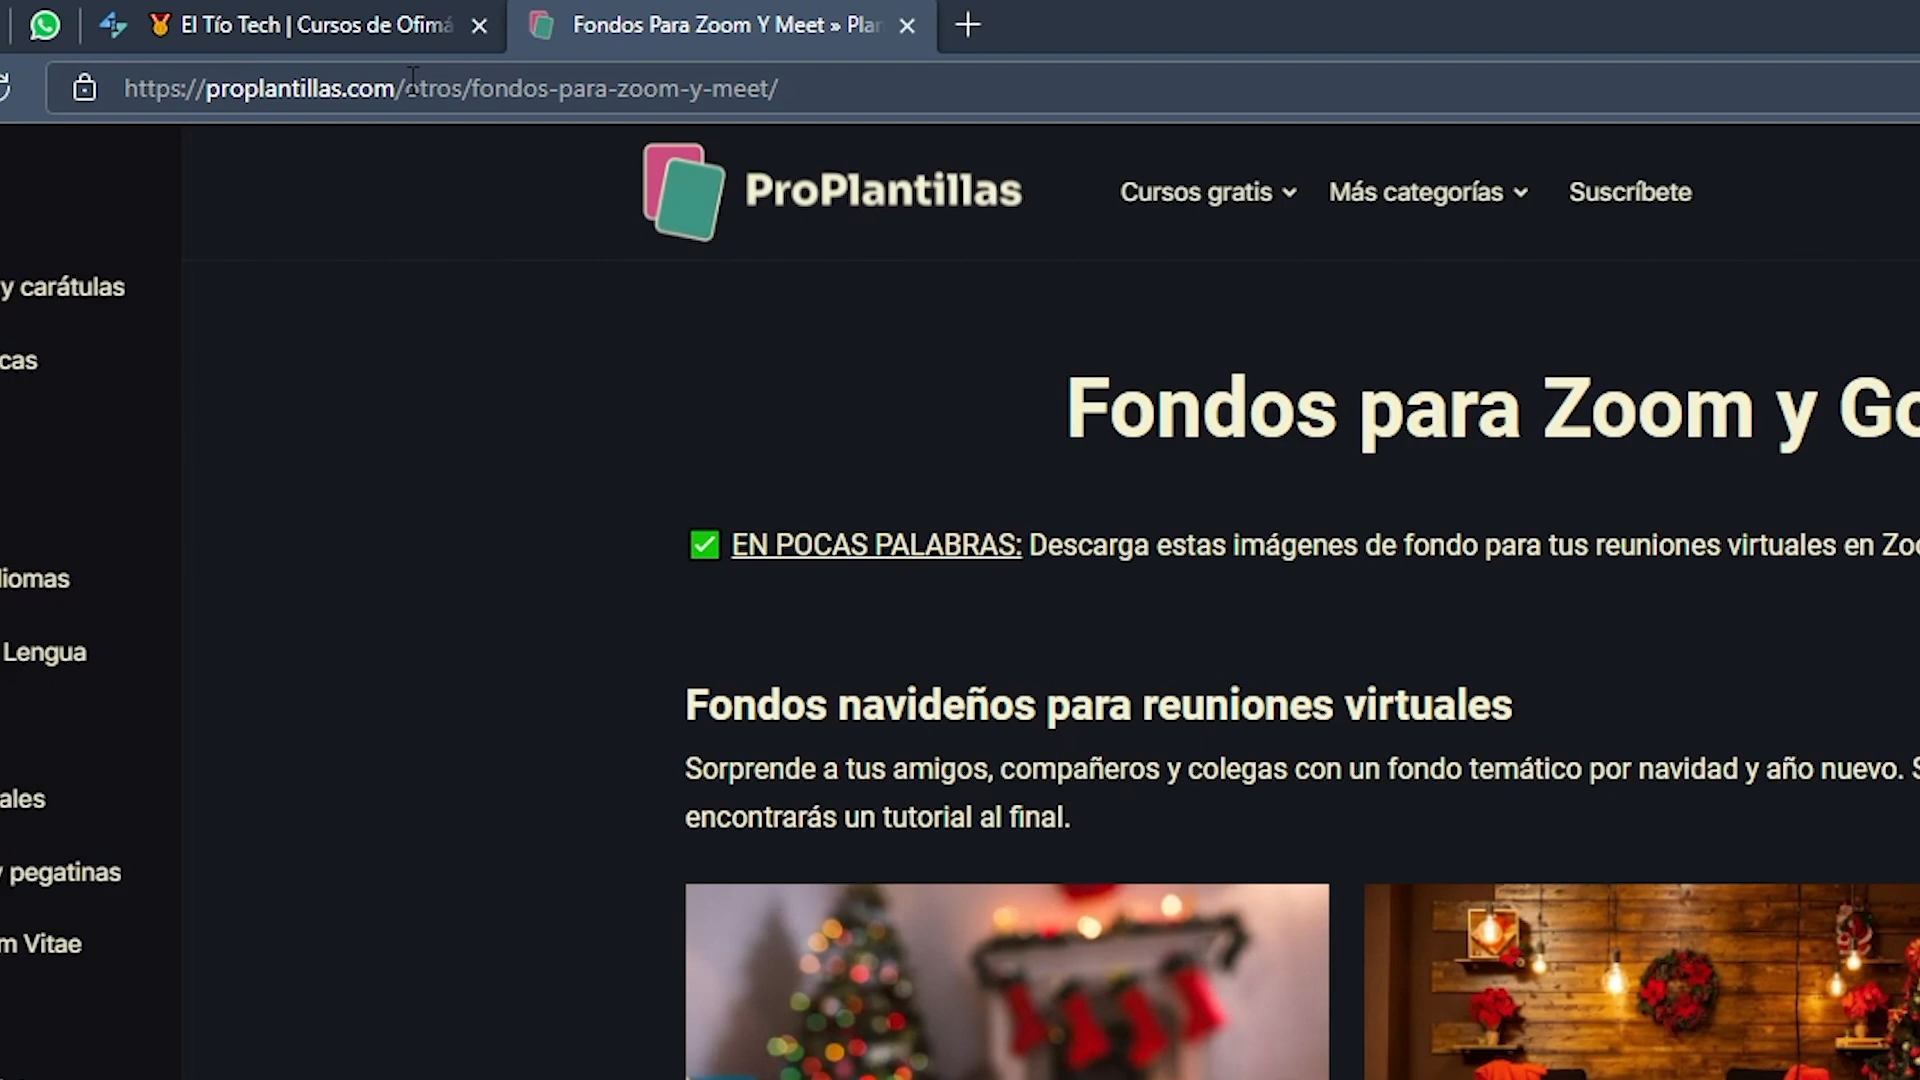 El Tío Tech | Cursos de Ofimá
Fondos Para Zoom Y Meet » Plan
https://proplantillas.com/otros/fondos-para-zoom-y-meet/
ProPlantillas
Cursos gratis
Más categorías
Suscríbete
y carátulas
cas
Fondos para Zoom y Go
✅ EN POCAS PALABRAS: Descarga estas imágenes de fondo para tus reuniones virtuales en Zoo
diomas
Lengua
Fondos navideños para reuniones virtuales
Sorprende a tus amigos, compañeros y colegas con un fondo temático por navidad y año nuevo. S
encontrarás un tutorial al final.
ales
y pegatinas
m Vitae